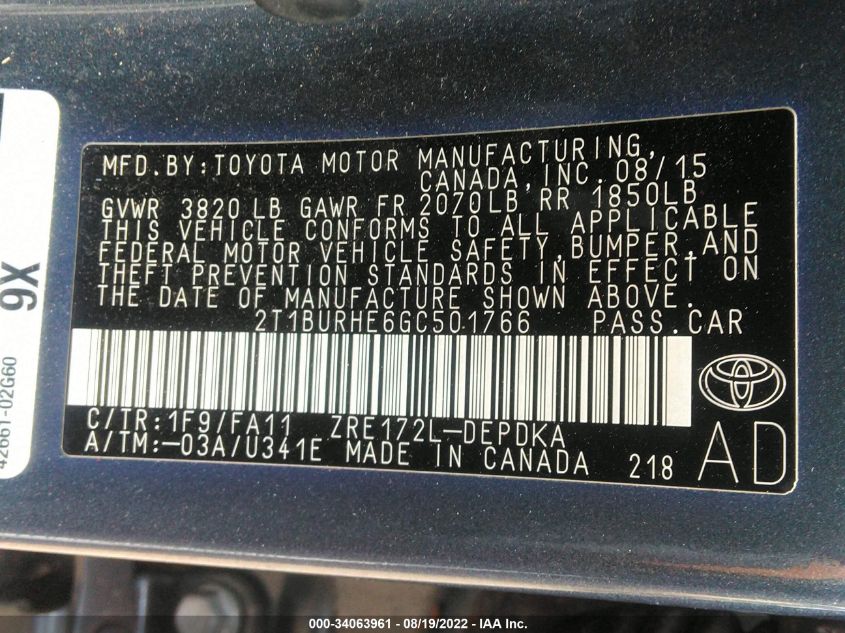 MFD.BY:TOYOTA MOTOR MANUFACTURING,
CANADA, INC. 08/15
GVWR 3820 LB GAWR FR 2070LB RR 1850LB
THIS VEHICLE CONFORMS TO ALL APPLICABLE
FEDERAL MOTOR VEHICLE SAFETY,BUMPER,AND
THEFT PREVENTION STANDARDS IN EFFECT ON
THE DATE OF MANUFACTURE SHOWN ABOVE.
2T1BURHE6GC501766 PASS.CAR
C/TR:1F9/FA11 ZRE172L-DEPDKA
A/TM:-03A/U341E MADE IN CANADA 218
AD
9X
42661-02G60
000-34063961 - 08/19/2022 - IAA Inc.